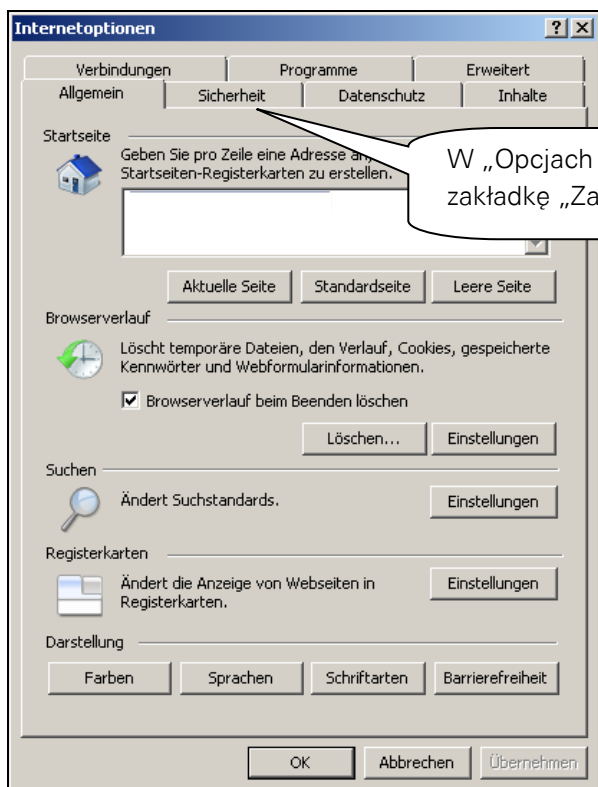 Internetoptionen
Verbindungen Programme Erweitert
Allgemein Sicherheit Datenschutz Inhalte
Startseite
Geben Sie pro Zeile eine Adresse an,
Startseiten-Registerkarten zu erstellen.
W „Opcjach
zakładkę
Aktuelle Seite Standardseite Leere Seite
Browserverlauf
Löscht temporäre Dateien, den Verlauf, Cookies, gespeicherte
Kennwörter und Webformularinformationen.
Browserverlauf beim Beenden löschen
Löschen... Einstellungen
Suchen
Ändert Suchstandards.
Einstellungen
Registerkarten
Ändert die Anzeige von Webseiten in
Registerkarten.
Einstellungen
Darstellung
Farben Sprachen Schriftarten Barrierefreiheit
OK Abbrechen Übernehmen